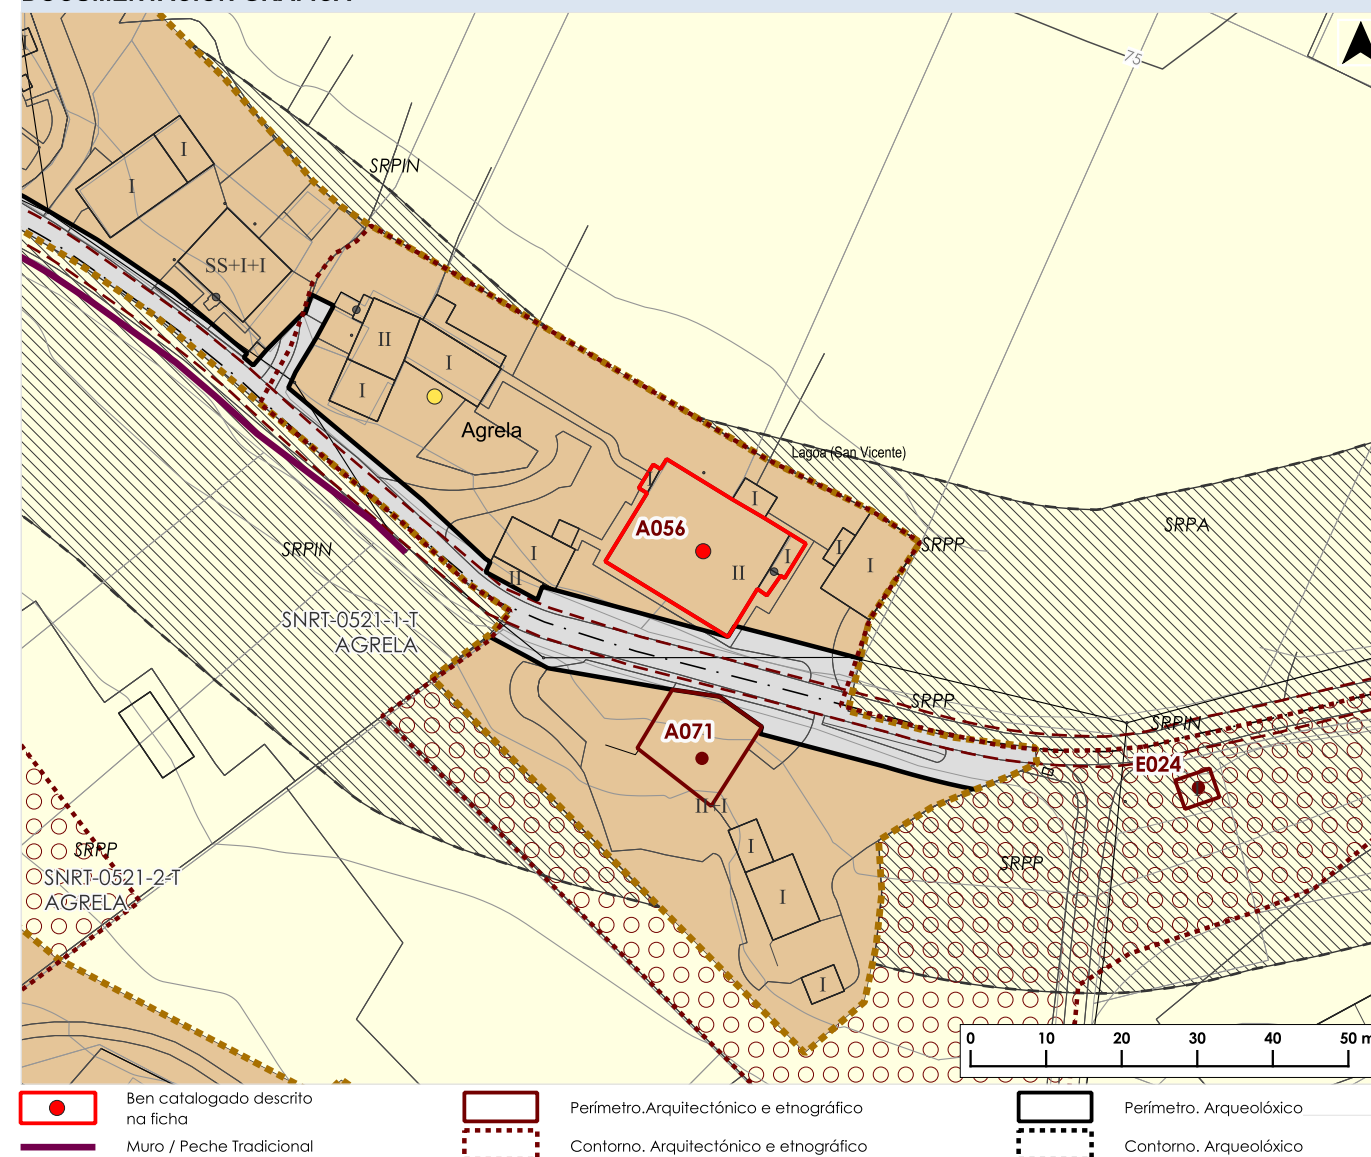 75
SRPIN
I
I
SS+I+I
II
I
I
Agrela
Lagoa (San Vicente)
I
A056
I
SRPA
SRPIN
I
II
II
I
I
I
SRPP
SNRT-0521-1-T
AGRELA
SRPP
SRPIN
A071
E024
II+I
I
SRPP
SRPP
SNRT-0521-2-T
AGRELA
I
I
0 10 20 30 40 50 m
Ben catalogado descrito
na ficha
Muro / Peche Tradicional
Perímetro.Arquitectónico e etnográfico
Contorno. Arquitectónico e etnográfico
Perímetro. Arqueolóxico
Contorno. Arqueolóxico